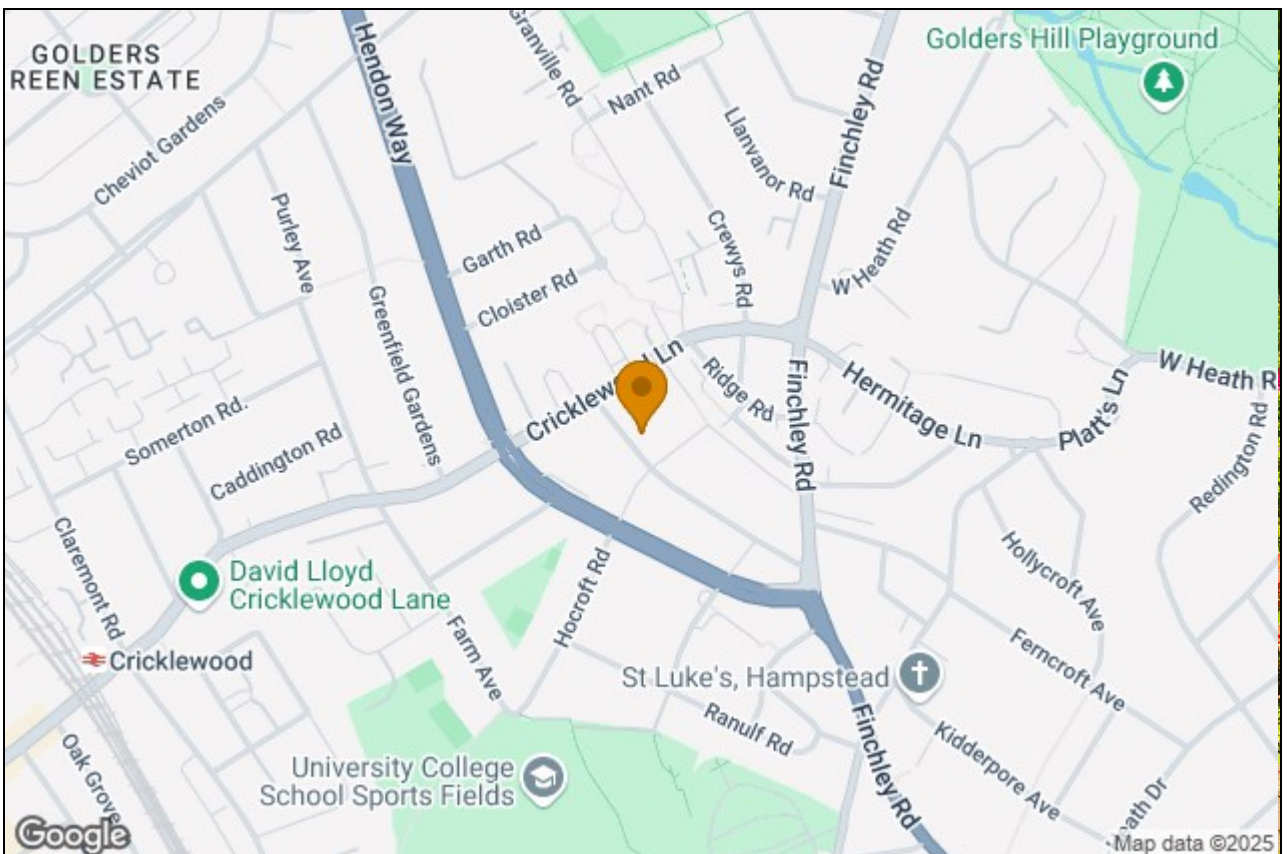 GOLDERS
REEN ESTATE
Cheviot Gardens
Hendon Way
Granville Rd
Nant Rd
Llanvanor Rd
Finchley Rd
Golders Hill Playground
Purley Ave
Garth Rd
Cloister Rd
Crewys Rd
W Heath Rd
Greenfield Gardens
Cricklew Ln
Ridge Rd
Finchley Rd
Hermitage Ln
Platt's Ln
W Heath R
Redington Rd
Somerton Rd.
Caddington Rd
Claremont Rd
David Lloyd
Cricklewood Lane
Hocroft Rd
Hollycroft Ave
Farm Ave
Cricklewood
St Luke's, Hampstead
Ferncroft Ave
Ranulf Rd
Finchley Rd
Kidderpore Ave
Oak Grove
University College
School Sports Fields
eath Dr
Google
Map data ©2025